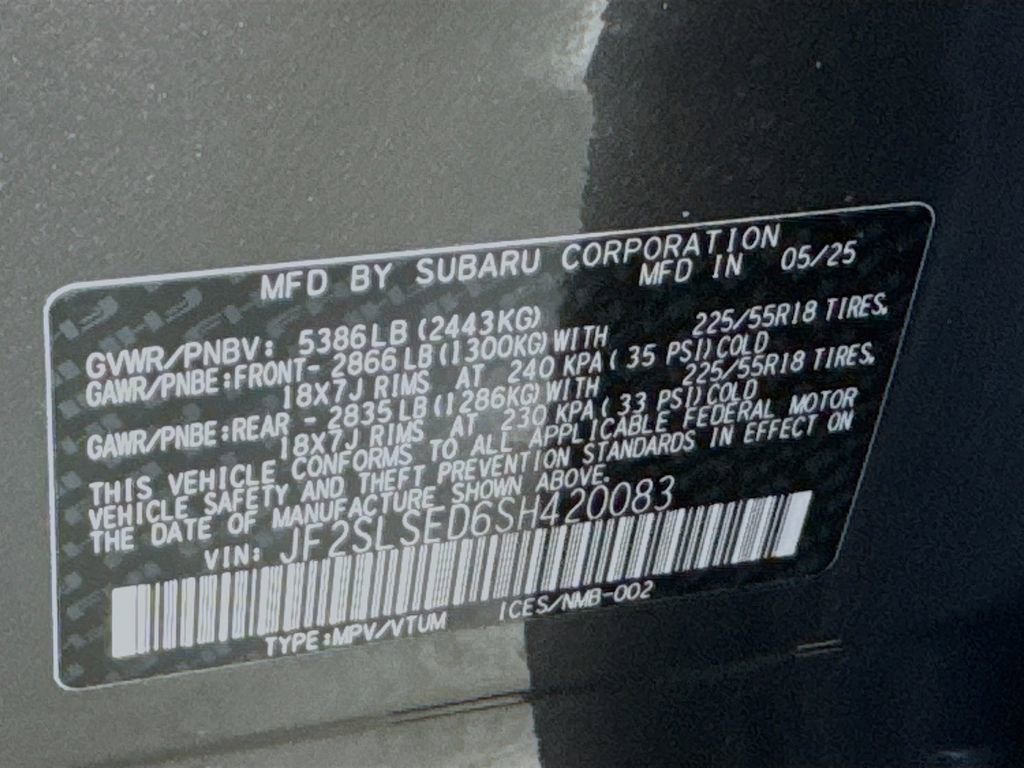 MFD BY SUBARU CORPORATION
MFD IN 05/25
GVWR/PNBV: 5386LB (2443KG)
GAWR/PNBE:FRONT- 2866LB (1300KG)WITH 225/55R18 TIRES,
18X7J RIMS AT 240 KPA( 35 PSI)COLD
GAWR/PNBE:REAR - 2835LB (1286KG)WITH 225/55R18 TIRES,
18X7J RIMS AT 230 KPA( 33 PSI)COLD
THIS VEHICLE CONFORMS TO ALL APPLICABLE FEDERAL MOTOR
VEHICLE SAFETY AND THEFT PREVENTION STANDARDS IN EFFECT ON
THE DATE OF MANUFACTURE SHOWN ABOVE.
VIN: JF2SLSED6SH420083
TYPE:MPV/VTUM ICES/NMB-002